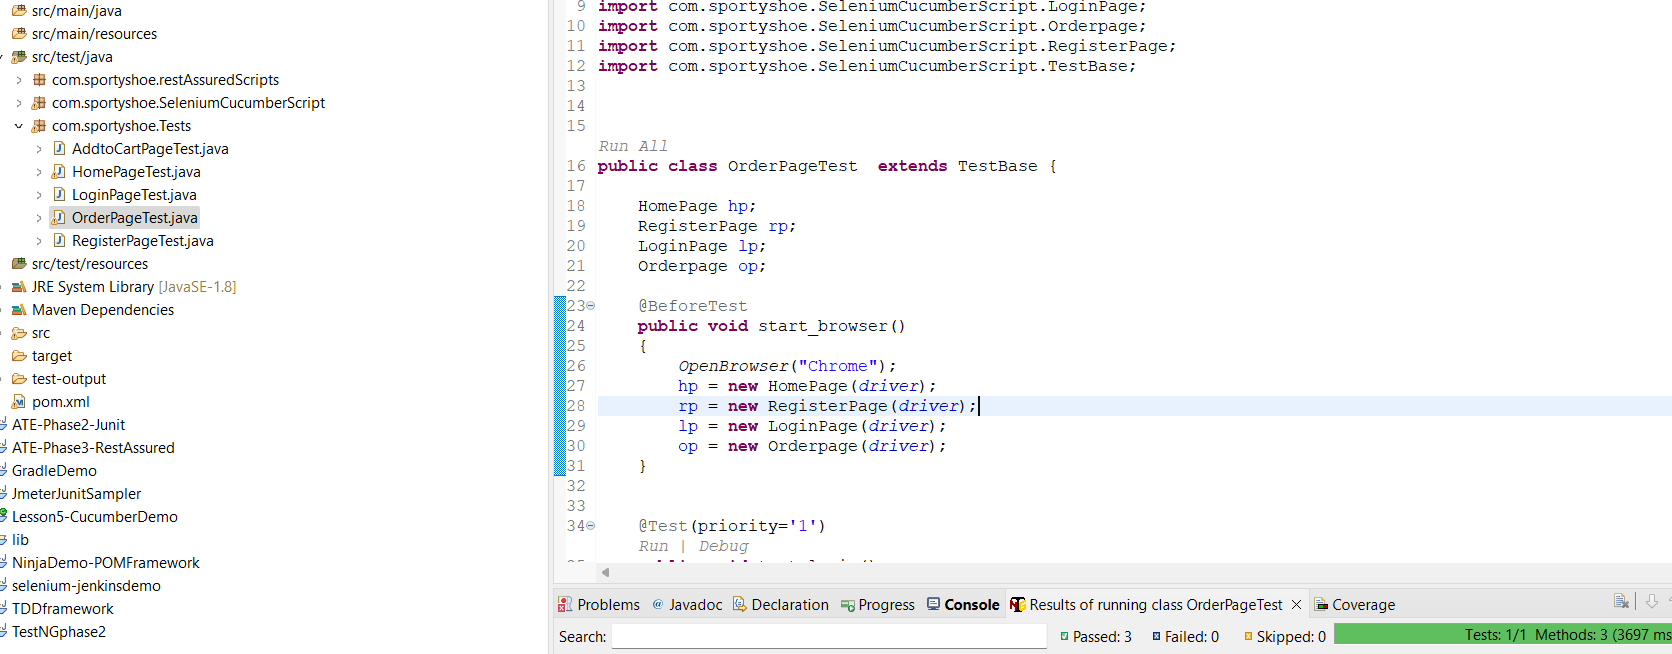 src/main/java
src/main/resources
src/test/java
com.sportyshoe.restAssuredScripts
com.sportyshoe.SeleniumCucumberScript
com.sportyshoe.Tests
AddtoCartPageTest.java
HomePageTest.java
LoginPageTest.java
OrderPageTest.java
RegisterPageTest.java
src/test/resources
JRE System Library [JavaSE-1.8]
Maven Dependencies
src
target
test-output
pom.xml
ATE-Phase2-Junit
ATE-Phase3-RestAssured
GradleDemo
JmeterJunitSampler
Lesson5-CucumberDemo
lib
NinjaDemo-POMFramework
selenium-jenkinsdemo
TDDframework
TestNGphase2
9 import com.sportyshoe.SeleniumCucumberScript.LoginPage;
10 import com.sportyshoe.SeleniumCucumberScript.Orderpage;
11 import com.sportyshoe.SeleniumCucumberScript.RegisterPage;
12 import com.sportyshoe.SeleniumCucumberScript.TestBase;
13
14
15
Run All
16 public class OrderPageTest  extends TestBase {
17
18 HomePage hp;
19 RegisterPage rp;
20 LoginPage lp;
21 Orderpage op;
22
23 @BeforeTest
24 public void start_browser()
25 {
26 OpenBrowser("Chrome");
27 hp = new HomePage(driver);
28 rp = new RegisterPage(driver);
29 lp = new LoginPage(driver);
30 op = new Orderpage(driver);
31 }
32
33
34 @Test(priority='1')
Run | Debug
Problems @ Javadoc Declaration Progress Console Results of running class OrderPageTest Coverage
Search: Passed: 3 Failed: 0 Skipped: 0 Tests: 1/1 Methods: 3 (3697 ms